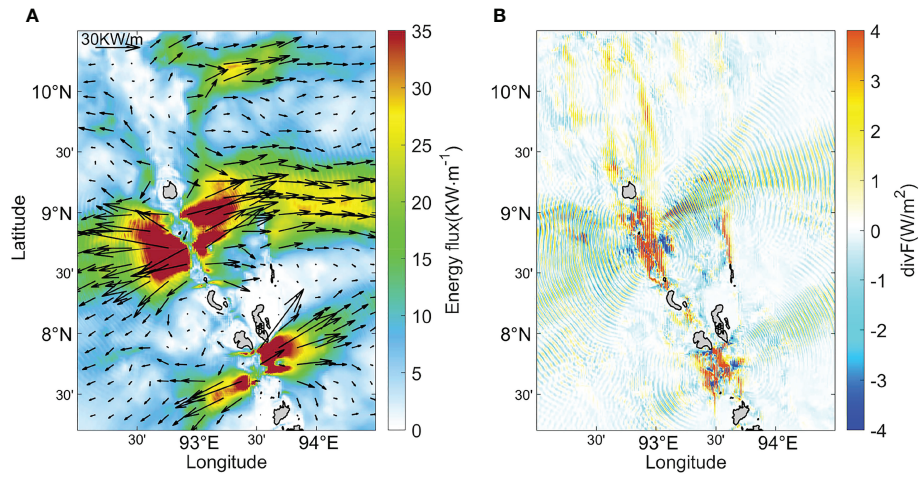 A
30KW/m
10°N
30'
9°N
30'
8°N
30'
30'
93°E
30'
94°E
Longitude
Latitude
35
30
25
20
15
10
5
0
Energy flux(KW·m⁻¹)
B
10°N
30'
9°N
30'
8°N
30'
30'
93°E
30'
94°E
Longitude
4
3
2
1
0
-1
-2
-3
-4
divF(W/m²)